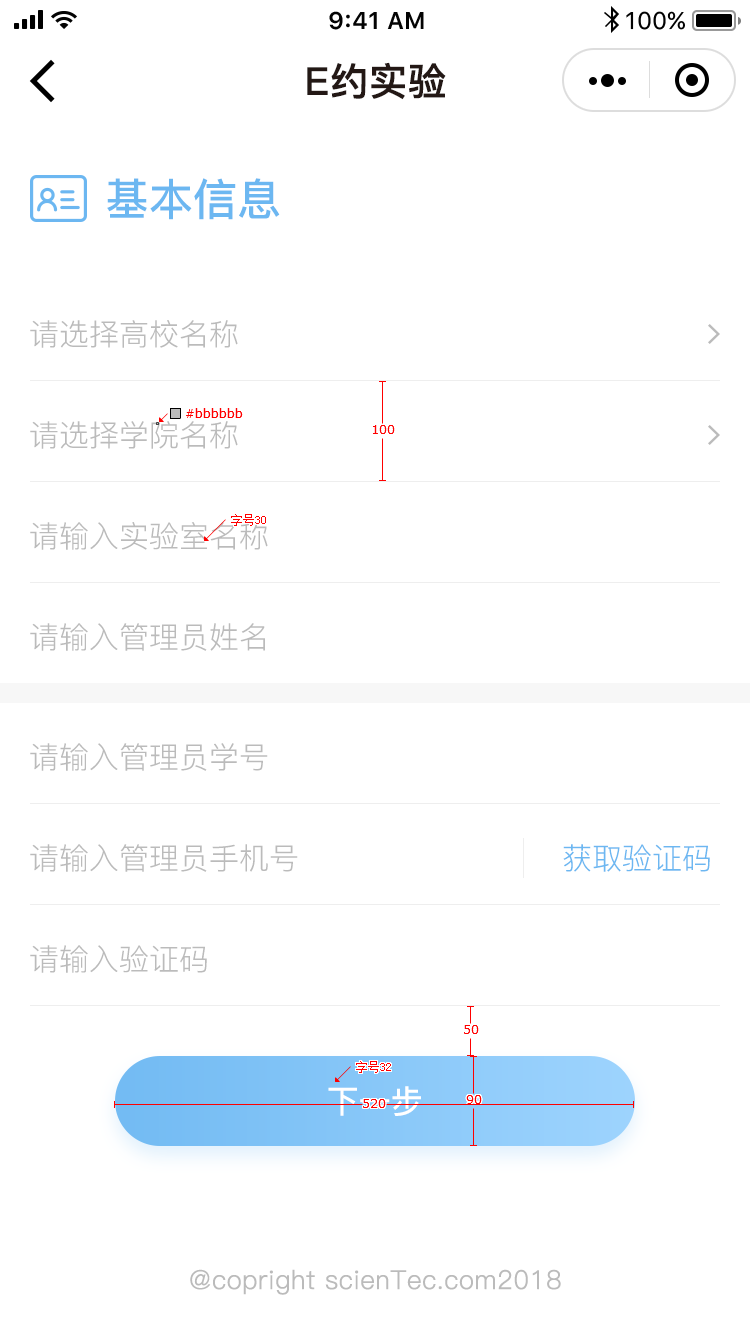 9:41 AM
100%
E约实验
基本信息
请选择高校名称
#bbbbbb
100
请选择学院名称
字号30
请输入实验室名称
请输入管理员姓名
请输入管理员学号
请输入管理员手机号 获取验证码
请输入验证码
50
字号32
下一步
520
90
@copright scienTec.com2018